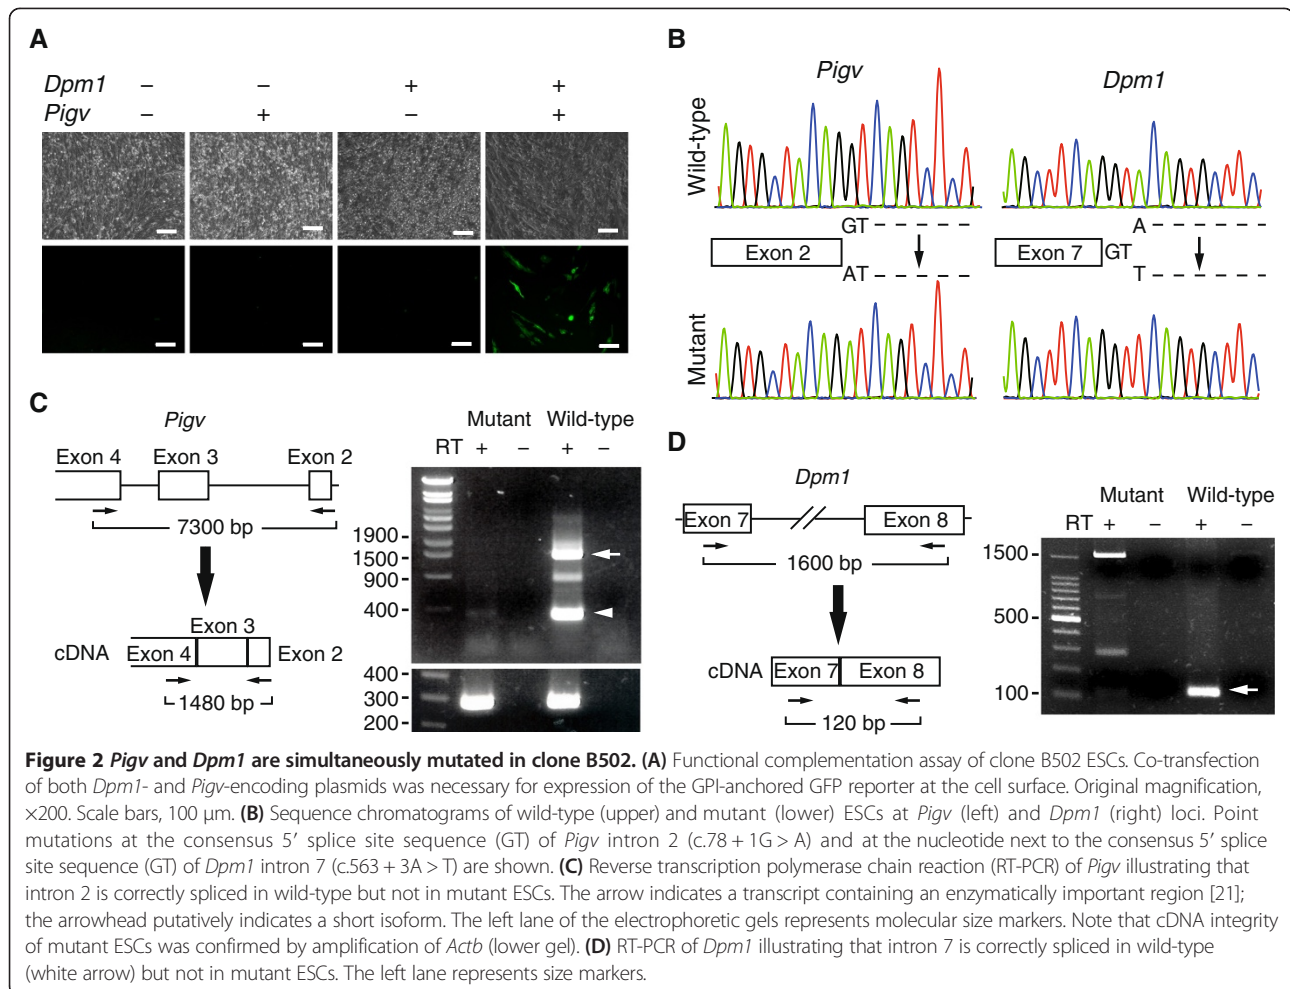 A
Dpm1 – – + +
Pigv – + – +
B
Pigv Dpm1
Wild-type
GT – – – – – – A – – – – – –
Exon 2 Exon 7 GT
AT – – – – – – T – – – – – –
Mutant
C
Pigv
Exon 4 Exon 3 Exon 2
7300 bp
Exon 3
cDNA Exon 4 Exon 2
1480 bp
Mutant Wild-type
RT + – + –
1900
1500
900
400
400
300
200
D
Dpm1
Exon 7 Exon 8
1600 bp
cDNA Exon 7 Exon 8
120 bp
Mutant Wild-type
RT + – + –
1500
500
100
Figure 2 Pigv and Dpm1 are simultaneously mutated in clone B502. (A) Functional complementation assay of clone B502 ESCs. Co-transfection
of both Dpm1- and Pigv-encoding plasmids was necessary for expression of the GPI-anchored GFP reporter at the cell surface. Original magnification,
×200. Scale bars, 100 μm. (B) Sequence chromatograms of wild-type (upper) and mutant (lower) ESCs at Pigv (left) and Dpm1 (right) loci. Point
mutations at the consensus 5′ splice site sequence (GT) of Pigv intron 2 (c.78 + 1G > A) and at the nucleotide next to the consensus 5′ splice
site sequence (GT) of Dpm1 intron 7 (c.563 + 3A > T) are shown. (C) Reverse transcription polymerase chain reaction (RT-PCR) of Pigv illustrating that
intron 2 is correctly spliced in wild-type but not in mutant ESCs. The arrow indicates a transcript containing an enzymatically important region [21];
the arrowhead putatively indicates a short isoform. The left lane of the electrophoretic gels represents molecular size markers. Note that cDNA integrity
of mutant ESCs was confirmed by amplification of Actb (lower gel). (D) RT-PCR of Dpm1 illustrating that intron 7 is correctly spliced in wild-type
(white arrow) but not in mutant ESCs. The left lane represents size markers.